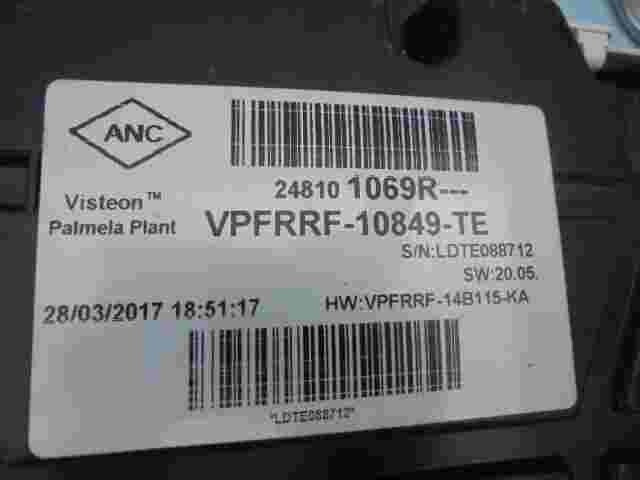 ANC
24810 1069R---
Visteon™
Palmela Plant
VPFRRF-10849-TE
S/N:LDTE088712
SW:20.05.
28/03/2017 18:51:17
HW:VPFRRF-14B115-KA
*LDTE088712*